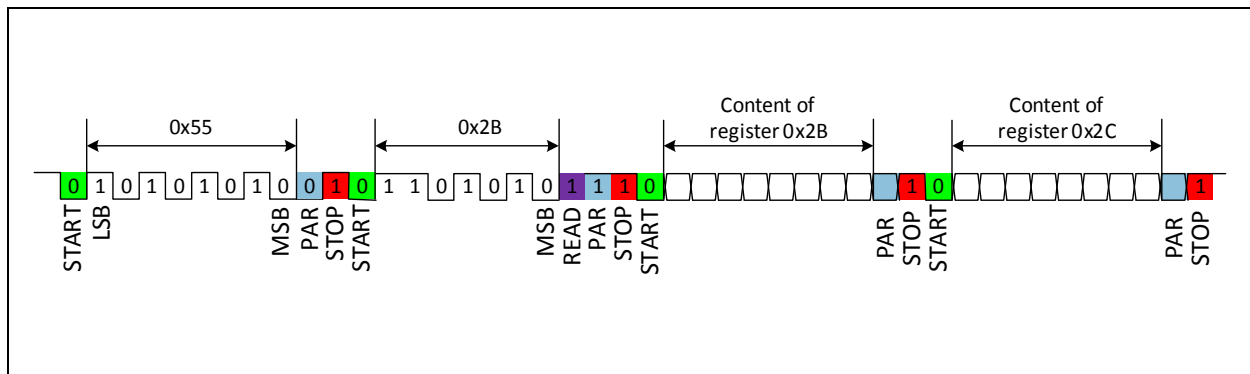 0x55
0x2B
Content of
register 0x2B
Content of
register 0x2C
0 1 0 1 0 1 0 1 0 0 1 0 1 1 0 1 0 1 0 1 1 1 0 1 0 1
START
LSB
MSB
PAR
STOP
START
MSB
READ
PAR
STOP
START
PAR
STOP
START
PAR
STOP